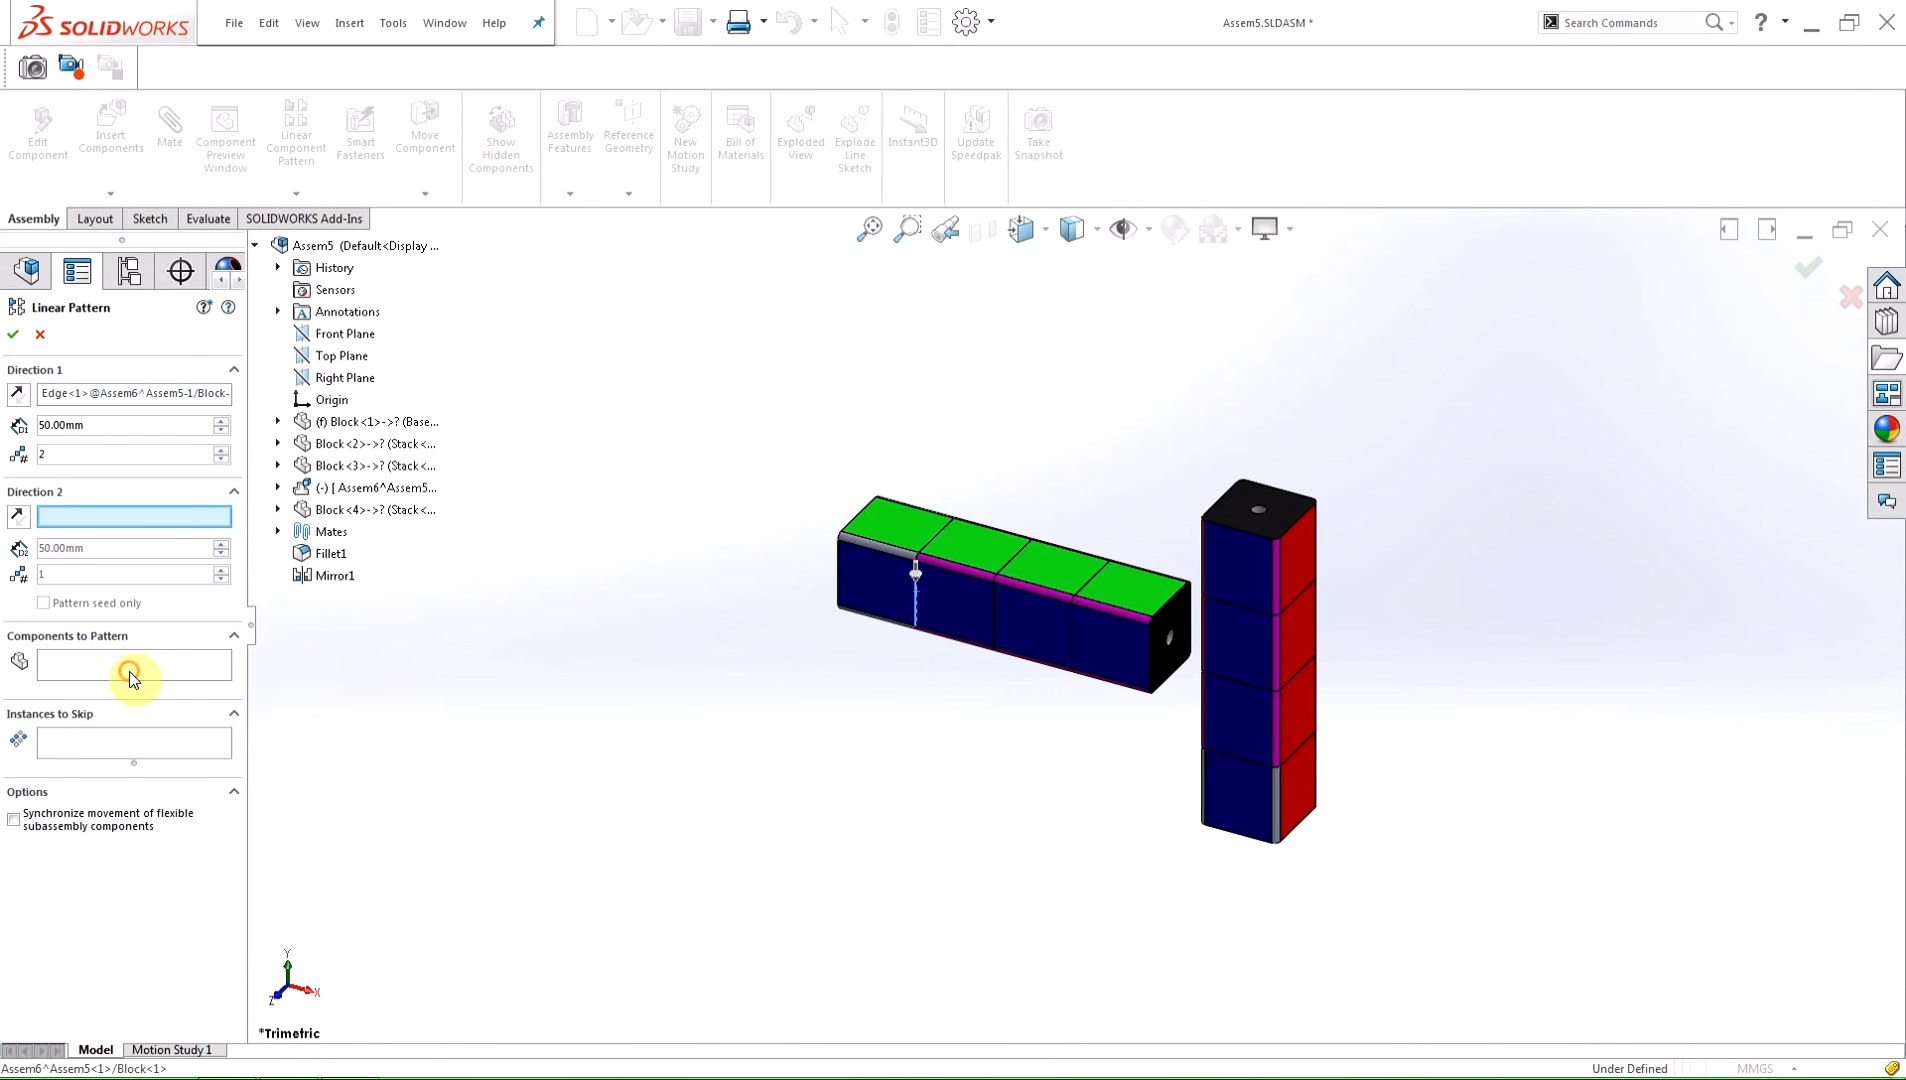 SOLIDWORKS
File Edit View Insert Tools Window Help
Assem5.SLDASM *
Search Commands
Edit Component
Insert Components
Mate
Component Preview Window
Linear Component Pattern
Smart Fasteners
Move Component
Show Hidden Components
Assembly Features
Reference Geometry
New Motion Study
Bill of Materials
Exploded View
Explode Line Sketch
Instant3D
Update Speedpak
Take Snapshot
Assembly Layout Sketch Evaluate SOLIDWORKS Add-Ins
Linear Pattern
Direction 1
Edge<1>@Assem6^Assem5-1/Block-
D1 50.00mm
# 2
Direction 2
D2 50.00mm
# 1
Pattern seed only
Components to Pattern
Instances to Skip
Options
Synchronize movement of flexible
subassembly components
Assem5 (Default<Display ...
History
Sensors
Annotations
Front Plane
Top Plane
Right Plane
Origin
(f) Block<1>->? (Base...
Block<2>->? (Stack<...
Block<3>->? (Stack<...
(-) [ Assem6^Assem5...
Block<4>->? (Stack<...
Mates
Fillet1
Mirror1
Y
X
Z
*Trimetric
Model Motion Study 1
Assem6^Assem5<1>/Block<1>
Under Defined MMGS